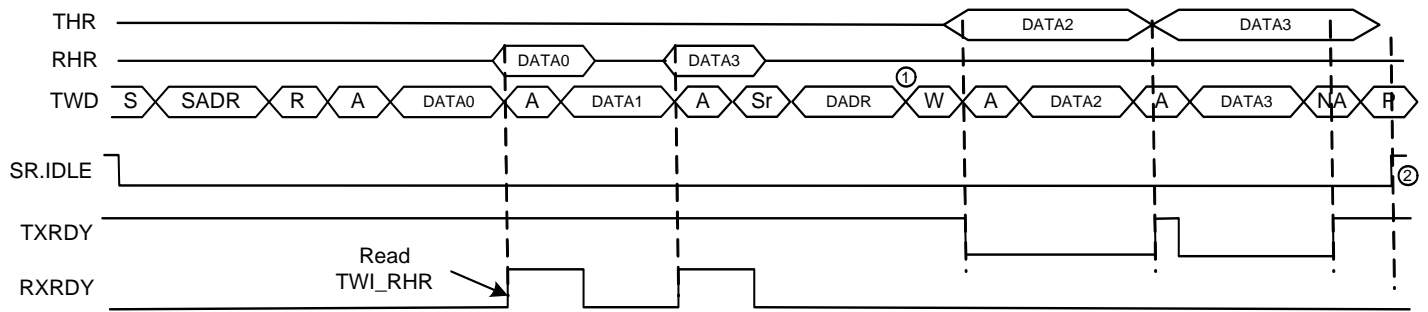 THR DATA2 DATA3
RHR DATA0 DATA3
①
TWD S SADR R A DATA0 A DATA1 A Sr DADR W A DATA2 A DATA3 NA P
SR.IDLE ②
TXRDY
Read
TWI_RHR
RXRDY